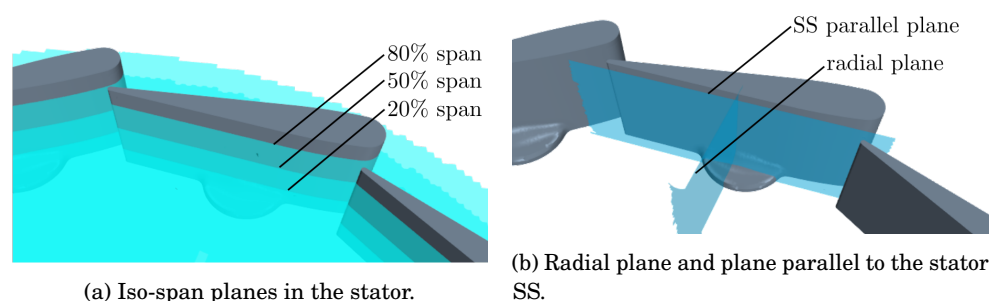 80% span
50% span
20% span
(a) Iso-span planes in the stator.
SS parallel plane
radial plane
(b) Radial plane and plane parallel to the stator
SS.